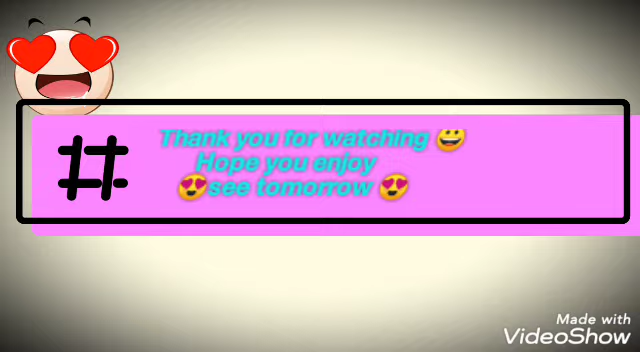 #
Thank you for watching 😃
Hope you enjoy
😍see tomorrow 😍
Made with
VideoShow